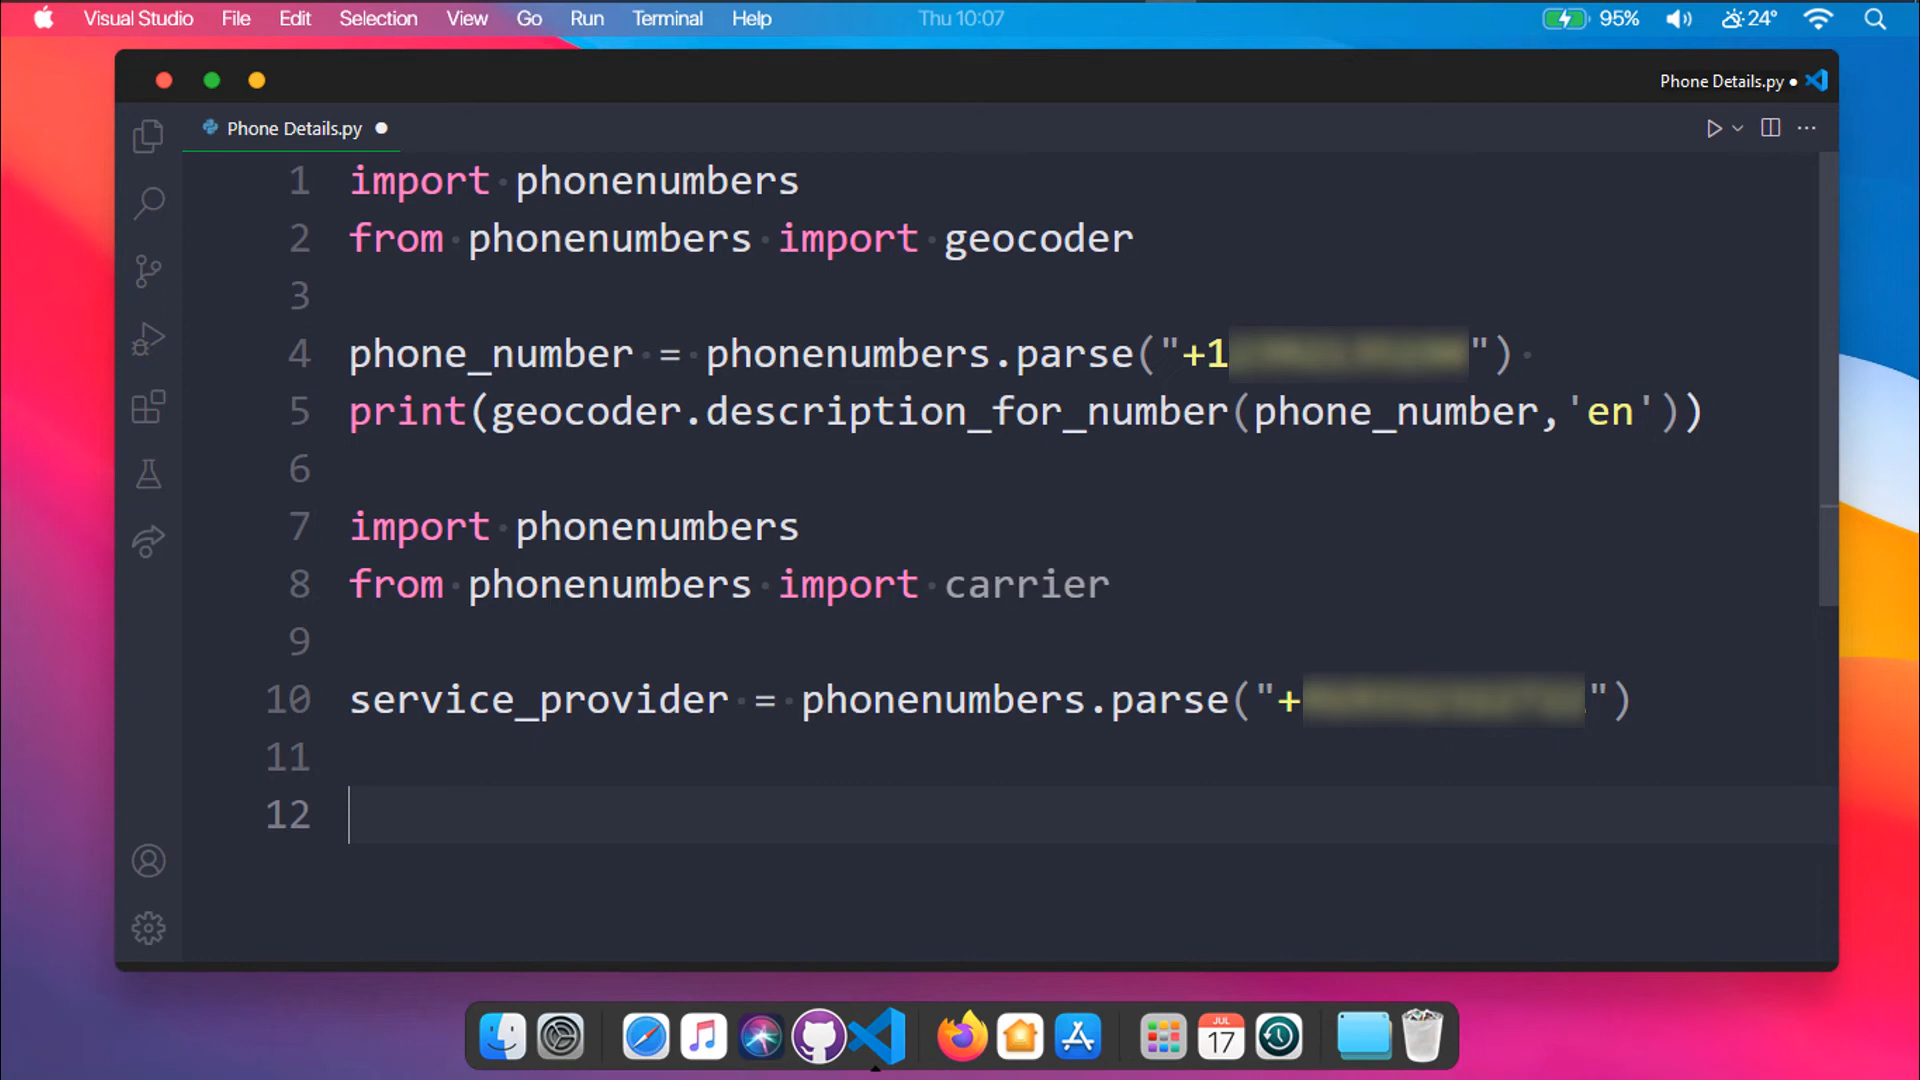 Visual Studio File Edit Selection View Go Run Terminal Help Thu 10:07 95% 24°
Phone Details.py
Phone Details.py
1 import phonenumbers
2 from phonenumbers import geocoder
3
4 phone_number = phonenumbers.parse("+1 ")
5 print(geocoder.description_for_number(phone_number,'en'))
6
7 import phonenumbers
8 from phonenumbers import carrier
9
10 service_provider = phonenumbers.parse("+ ")
11
12
JUL
17